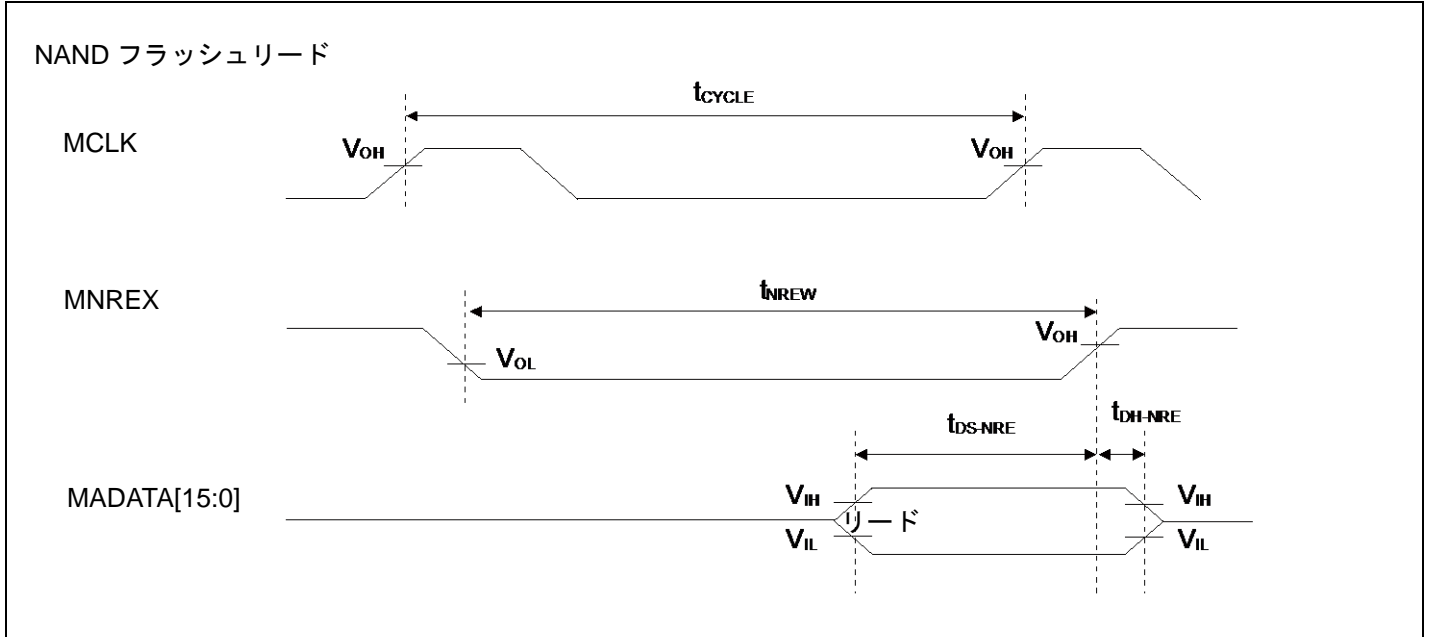 NAND フラッシュリード
tCYCLE
MCLK
VOH
VOH
MNREX
tNREW
VOH
VOL
tDS-NRE
tDH-NRE
MADATA[15:0]
VIH
リード
VIH
VIL
VIL